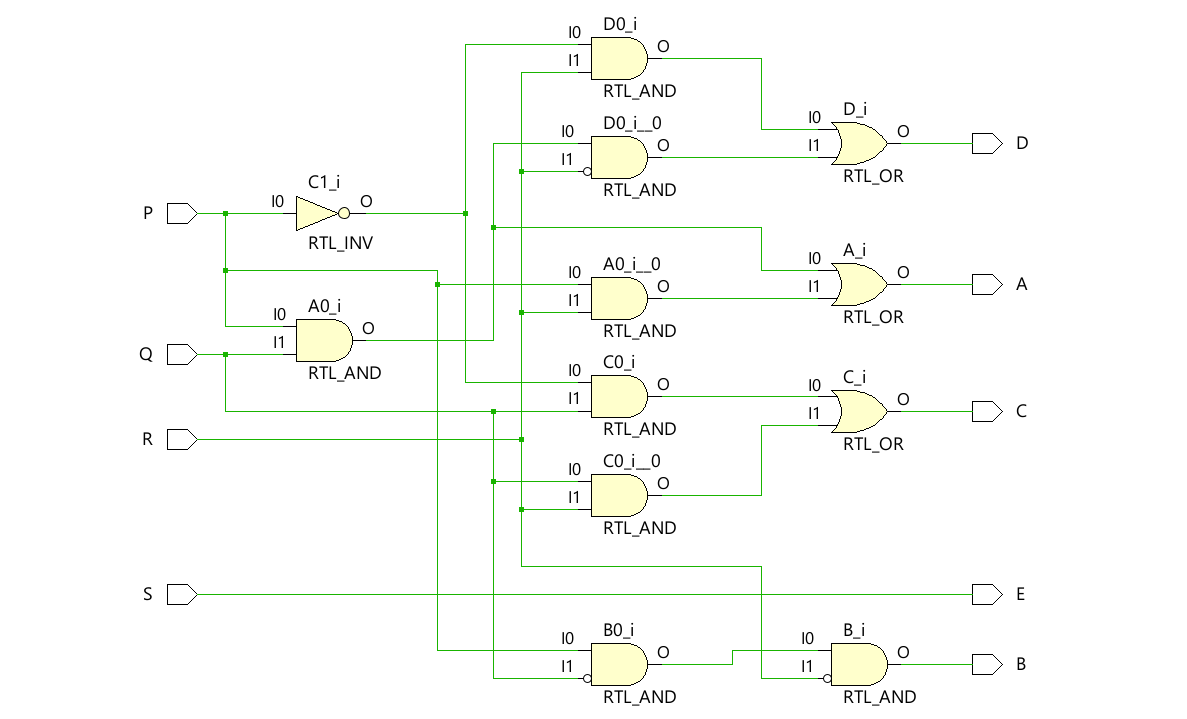 D0_i
I0
O
I1
RTL_AND
D_i
D0_i__0
I0
O
I0
O
D
I1
I1
RTL_OR
RTL_AND
C1_i
P
I0
O
RTL_INV
A_i
I0
O
A
A0_i__0
I0
O
I1
I1
RTL_OR
RTL_AND
A0_i
I0
O
Q
I1
RTL_AND
C0_i
I0
O
I1
RTL_AND
C_i
I0
O
C
I1
RTL_OR
R
C0_i__0
I0
O
I1
RTL_AND
S
E
B0_i
I0
O
I1
RTL_AND
B_i
I0
O
B
I1
RTL_AND